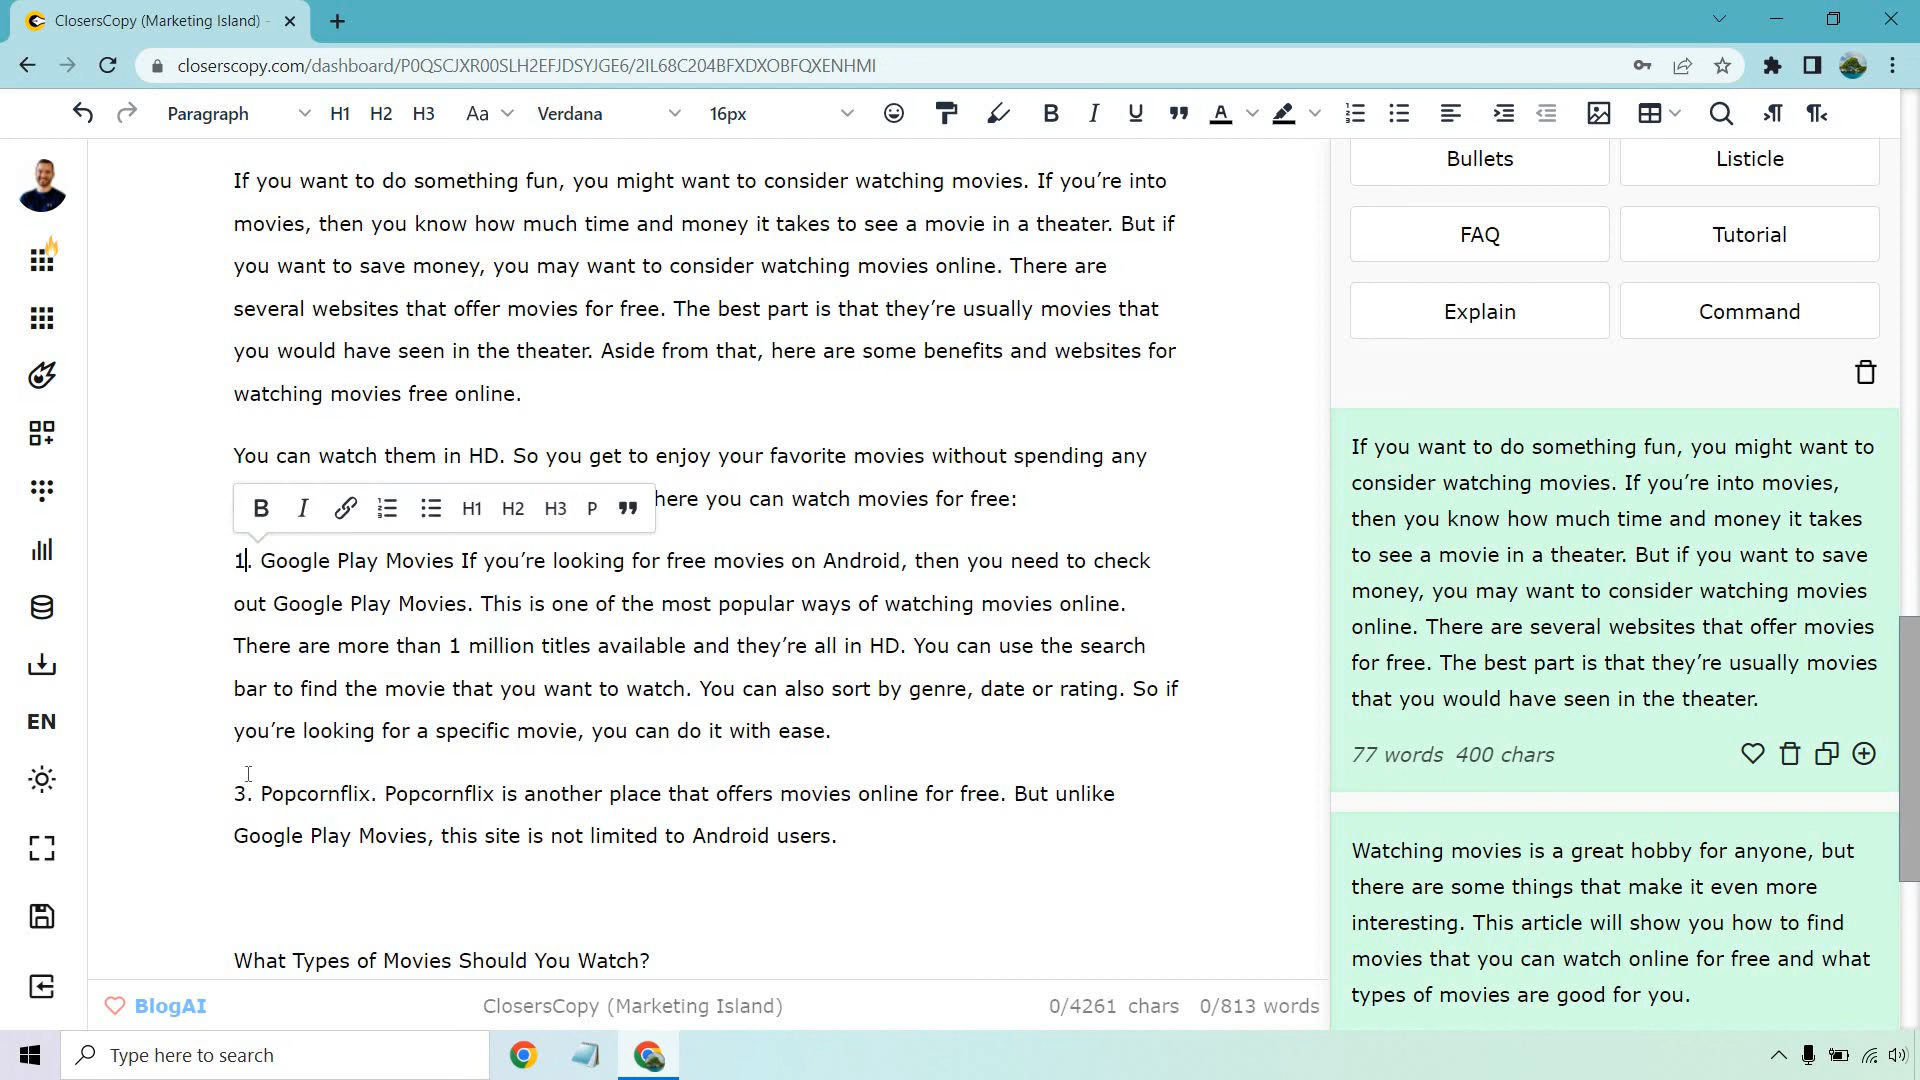 ClosersCopy (Marketing Island) -
closerscopy.com/dashboard/P0QSCJXR00SLH2EFJDSYJGE6/2IL68C204BFXDXOBFQXENHMI
Paragraph H1 H2 H3 Aa Verdana 16px B I U A
If you want to do something fun, you might want to consider watching movies. If you’re into
movies, then you know how much time and money it takes to see a movie in a theater. But if
you want to save money, you may want to consider watching movies online. There are
several websites that offer movies for free. The best part is that they’re usually movies that
you would have seen in the theater. Aside from that, here are some benefits and websites for
watching movies free online.
You can watch them in HD. So you get to enjoy your favorite movies without spending any
here you can watch movies for free:
B I H1 H2 H3 P
1. Google Play Movies If you’re looking for free movies on Android, then you need to check
out Google Play Movies. This is one of the most popular ways of watching movies online.
There are more than 1 million titles available and they’re all in HD. You can use the search
bar to find the movie that you want to watch. You can also sort by genre, date or rating. So if
you’re looking for a specific movie, you can do it with ease.
3. Popcornflix. Popcornflix is another place that offers movies online for free. But unlike
Google Play Movies, this site is not limited to Android users.
What Types of Movies Should You Watch?
EN
BlogAI ClosersCopy (Marketing Island) 0/4261 chars 0/813 words
Bullets Listicle
FAQ Tutorial
Explain Command
If you want to do something fun, you might want to
consider watching movies. If you’re into movies,
then you know how much time and money it takes
to see a movie in a theater. But if you want to save
money, you may want to consider watching movies
online. There are several websites that offer movies
for free. The best part is that they’re usually movies
that you would have seen in the theater.
77 words 400 chars
Watching movies is a great hobby for anyone, but
there are some things that make it even more
interesting. This article will show you how to find
movies that you can watch online for free and what
types of movies are good for you.
Type here to search